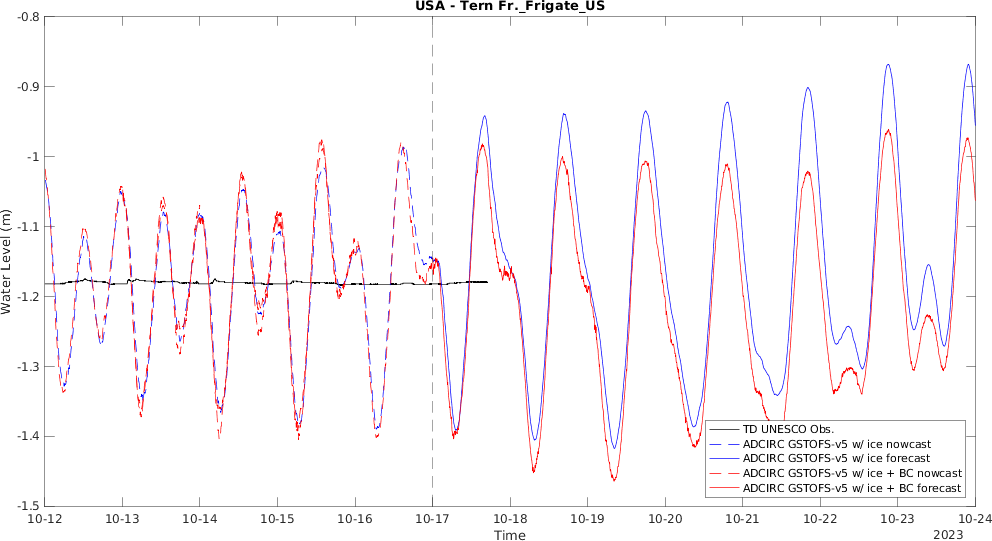 USA - Tern Fr._Frigate_US
Water Level (m)
-0.8
-0.9
-1
-1.1
-1.2
-1.3
-1.4
-1.5
TD UNESCO Obs.
ADCIRC GSTOFS-v5 w/ ice nowcast
ADCIRC GSTOFS-v5 w/ ice forecast
ADCIRC GSTOFS-v5 w/ ice + BC nowcast
ADCIRC GSTOFS-v5 w/ ice + BC forecast
10-12 10-13 10-14 10-15 10-16 10-17 10-18 10-19 10-20 10-21 10-22 10-23 10-24
Time
2023